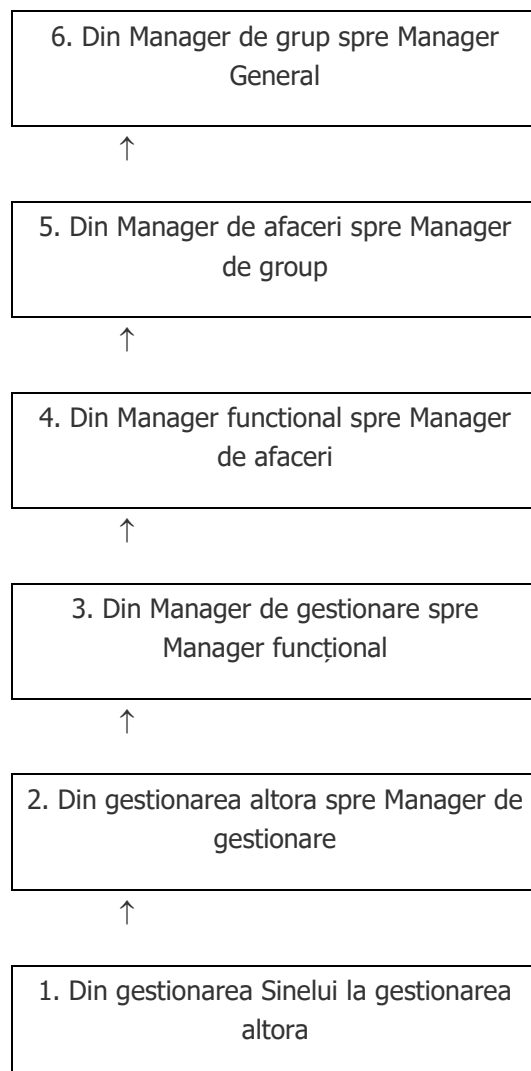 6. Din Manager de grup spre Manager
General
↑
5. Din Manager de afaceri spre Manager
de group
↑
4. Din Manager functional spre Manager
de afaceri
↑
3. Din Manager de gestionare spre
Manager funcțional
↑
2. Din gestionarea altora spre Manager de
gestionare
↑
1. Din gestionarea Sinelui la gestionarea
altora